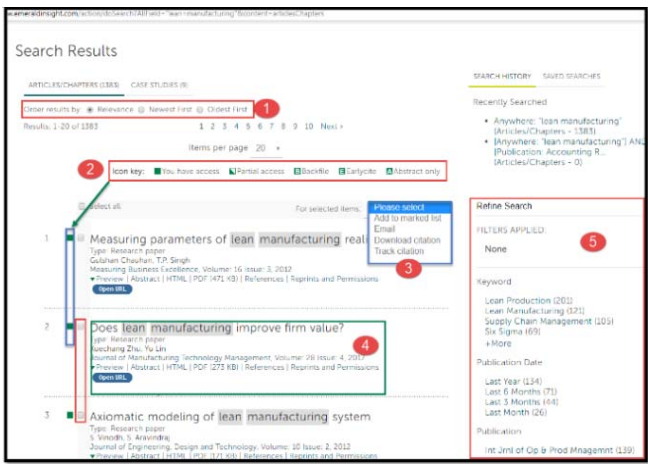 w.emeraldinsight.com/action/doSearch?AllField="lean+manufacturing"&content=articlesChapters
Search Results
ARTICLES/CHAPTERS (1383) CASE STUDIES (9)
SEARCH HISTORY SAVED SEARCHES
Order results by: Relevance Newest First Oldest First
1
Recently Searched
Results: 1-20 of 1383
1 2 3 4 5 6 7 8 9 10 Next
Anywhere: "lean manufacturing"
(Articles/Chapters - 1383)
[Anywhere: "lean manufacturing"] AND
[Publication: Accounting R...
(Articles/Chapters - 0)
Items per page 20
2
Icon key: You have access Partial access Backfile Earlycite Abstract only
Select all
For selected items:
Please select
Add to marked list
Email
Download citation
Track citation
3
Refine Search
FILTERS APPLIED:
None
5
1
Measuring parameters of lean manufacturing reali
Type: Research paper
Gulshan Chauhan, T.P. Singh
Measuring Business Excellence, Volume: 16 Issue: 3, 2012
Preview | Abstract | HTML | PDF (471 KB) | References | Reprints and Permissions
Open URL
Keyword
Lean Production (201)
Lean Manufacturing (121)
Supply Chain Management (105)
Six Sigma (69)
+More
2
Does lean manufacturing improve firm value?
Type: Research paper
Xuechang Zhu, Yu Lin
Journal of Manufacturing Technology Management, Volume: 28 Issue: 4, 2017
Preview | Abstract | HTML | PDF (273 KB) | References | Reprints and Permissions
Open URL
4
Publication Date
Last Year (134)
Last 6 Months (71)
Last 3 Months (44)
Last Month (26)
Publication
Int Jrnl of Op & Prod Mnagemnt (139)
3
Axiomatic modeling of lean manufacturing system
Type: Research paper
S. Vinodh, S. Aravindraj
Journal of Engineering, Design and Technology, Volume: 10 Issue: 2, 2012
Preview | Abstract | HTML | PDF (171 KB) | References | Reprints and Permissions